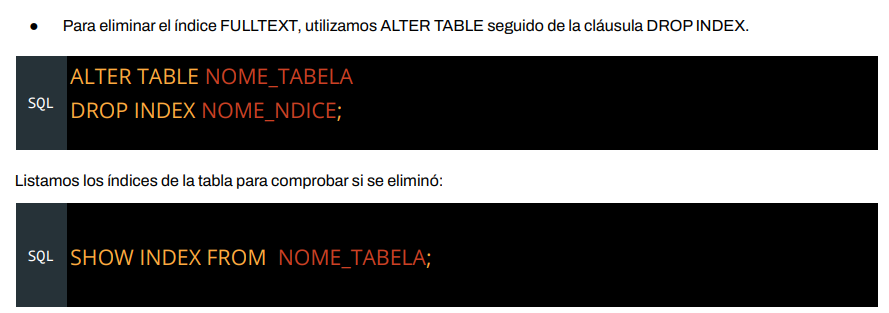 ● Para eliminar el índice FULLTEXT, utilizamos ALTER TABLE seguido de la cláusula DROP INDEX.
SQL
ALTER TABLE NOME_TABELA
DROP INDEX NOME_NDICE;
Listamos los índices de la tabla para comprobar si se eliminó:
SQL
SHOW INDEX FROM  NOME_TABELA;